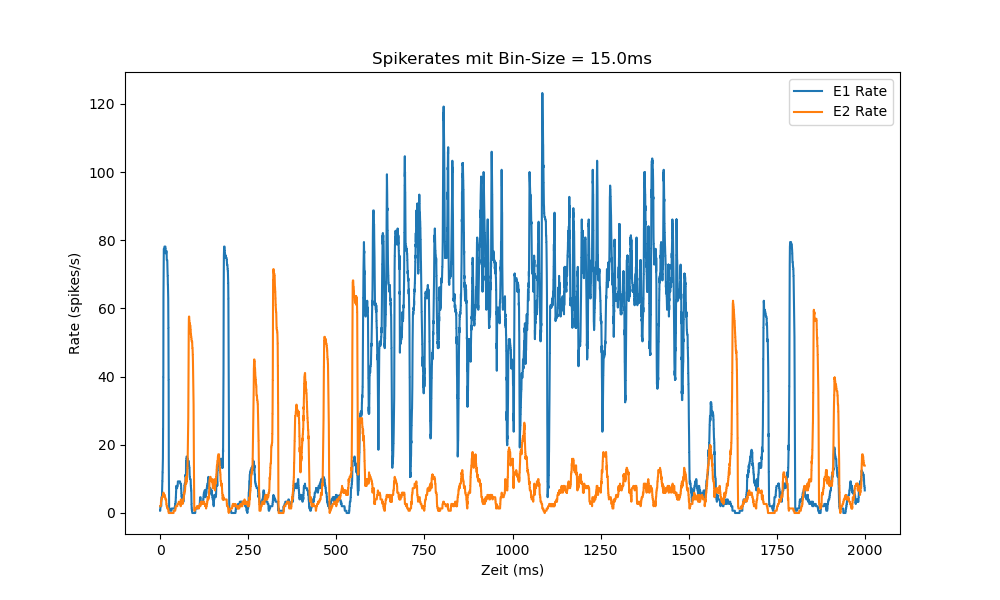 Spikerates mit Bin-Size = 15.0ms
E1 Rate
E2 Rate
Rate (spikes/s)
120
100
80
60
40
20
0
0 250 500 750 1000 1250 1500 1750 2000
Zeit (ms)